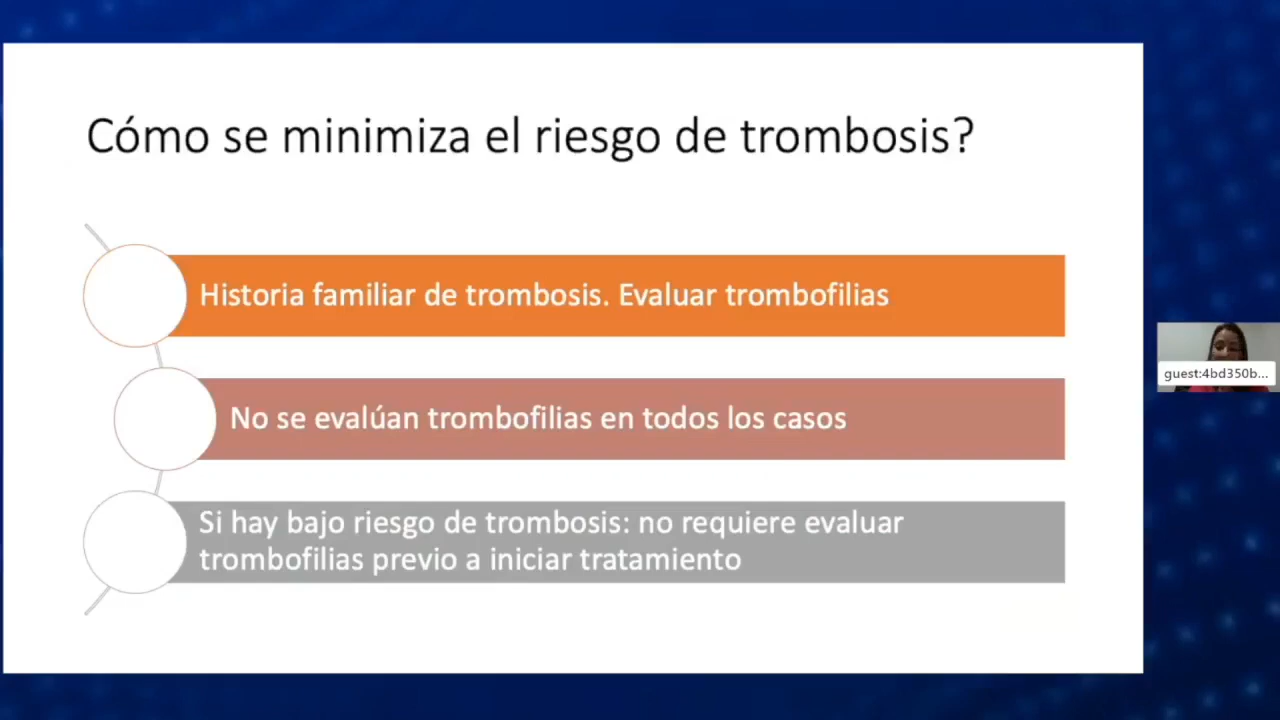 Cómo se minimiza el riesgo de trombosis?
Historia familiar de trombosis. Evaluar trombofilias
No se evalúan trombofilias en todos los casos
Si hay bajo riesgo de trombosis: no requiere evaluar
trombofilias previo a iniciar tratamiento
guest:4bd350b...